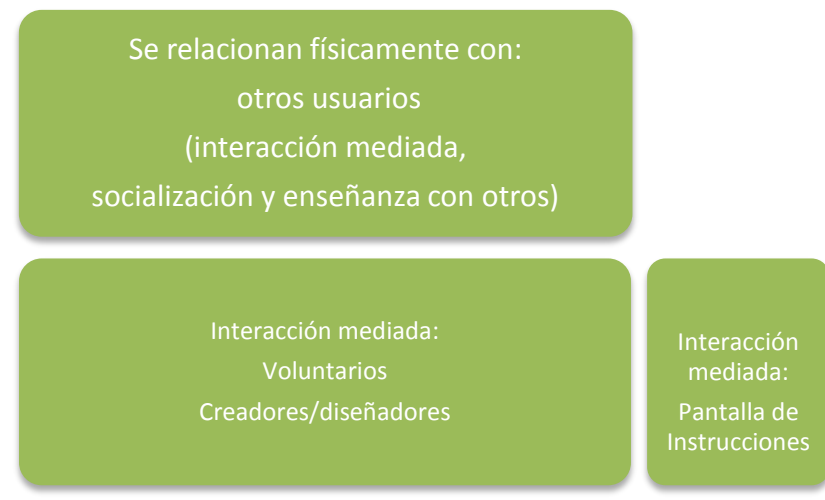 Se relacionan físicamente con:
otros usuarios
(interacción mediada,
socialización y enseñanza con otros)
Interacción mediada:
Voluntarios
Creadores/diseñadores
Interacción
mediada:
Pantalla de
Instrucciones